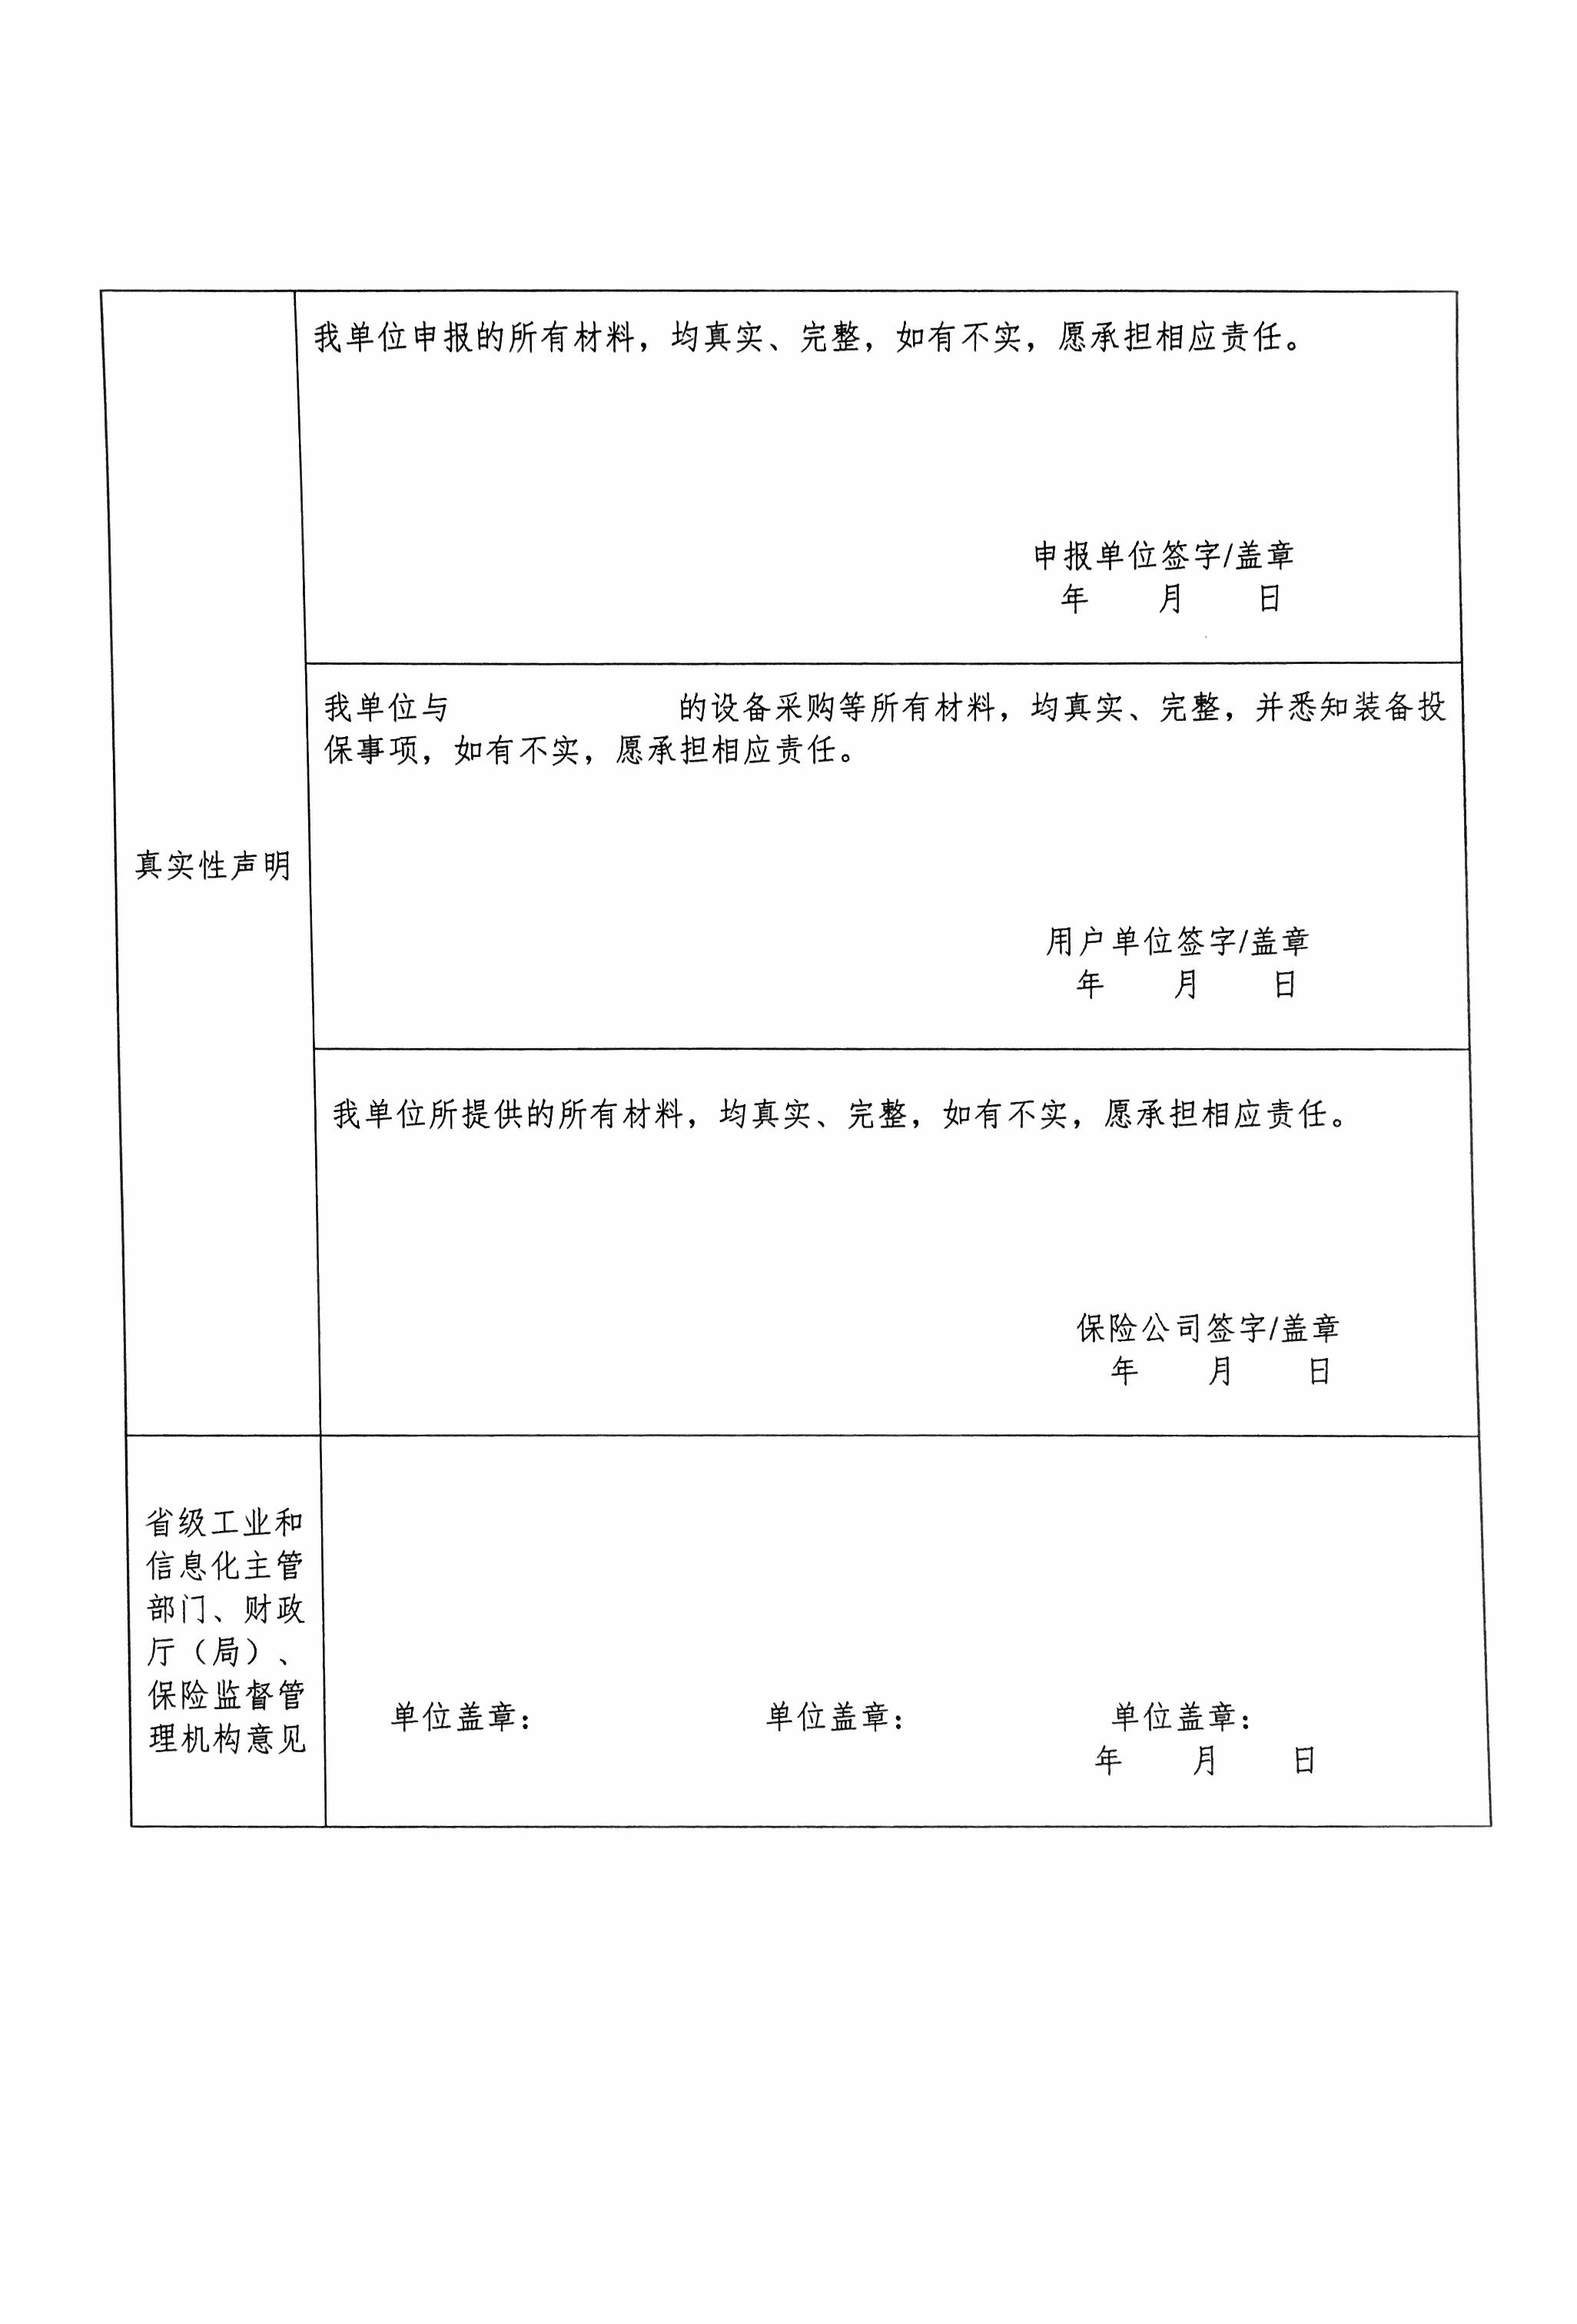 我单位申报的所有材料，均真实、完整，如有不实，愿承担相应责任。
申报单位签字/盖章
年 月 日
真实性声明
我单位与 的设备采购等所有材料，均真实、完整，并悉知装备投
保事项，如有不实，愿承担相应责任。
用户单位签字/盖章
年 月 日
我单位所提供的所有材料，均真实、完整，如有不实，愿承担相应责任。
保险公司签字/盖章
年 月 日
省级工业和
信息化主管
部门、财政
厅（局）、
保险监督管
理机构意见
单位盖章： 单位盖章： 单位盖章：
年 月 日